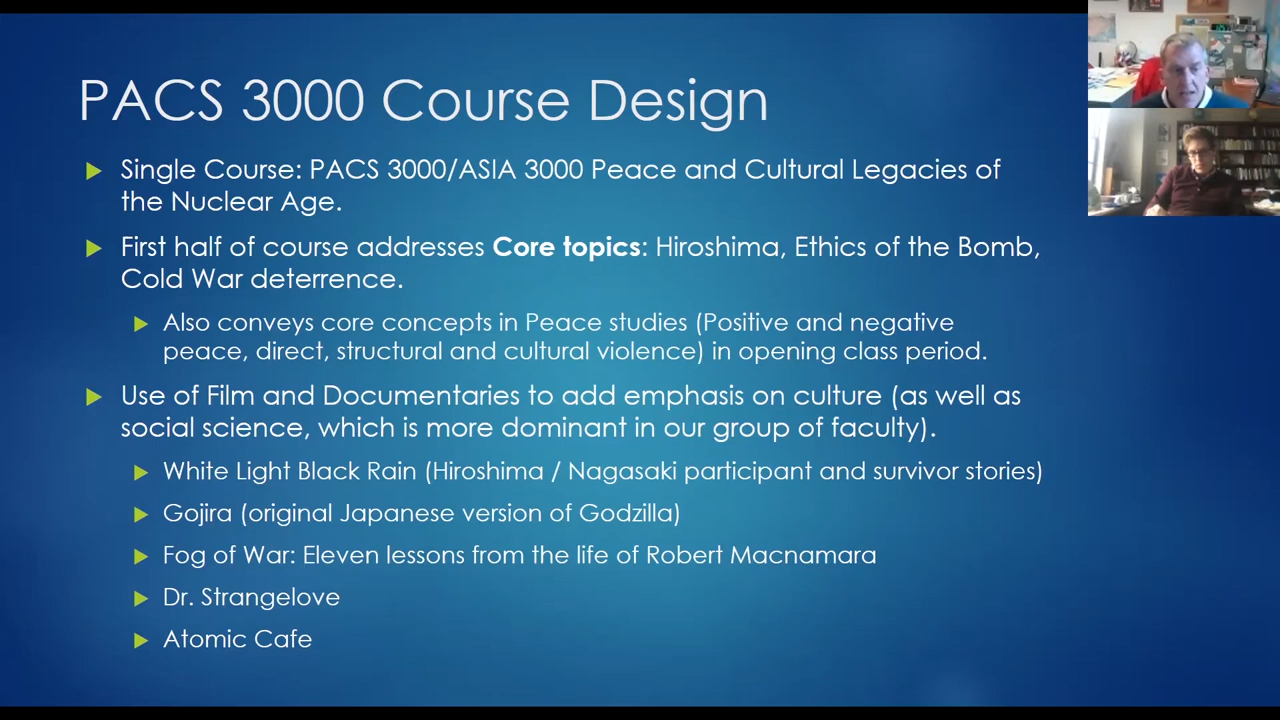 PACS 3000 Course Design
Single Course: PACS 3000/ASIA 3000 Peace and Cultural Legacies of
the Nuclear Age.
First half of course addresses Core topics: Hiroshima, Ethics of the Bomb,
Cold War deterrence.
Also conveys core concepts in Peace studies (Positive and negative
peace, direct, structural and cultural violence) in opening class period.
Use of Film and Documentaries to add emphasis on culture (as well as
social science, which is more dominant in our group of faculty).
White Light Black Rain (Hiroshima / Nagasaki participant and survivor stories)
Gojira (original Japanese version of Godzilla)
Fog of War: Eleven lessons from the life of Robert Macnamara
Dr. Strangelove
Atomic Cafe